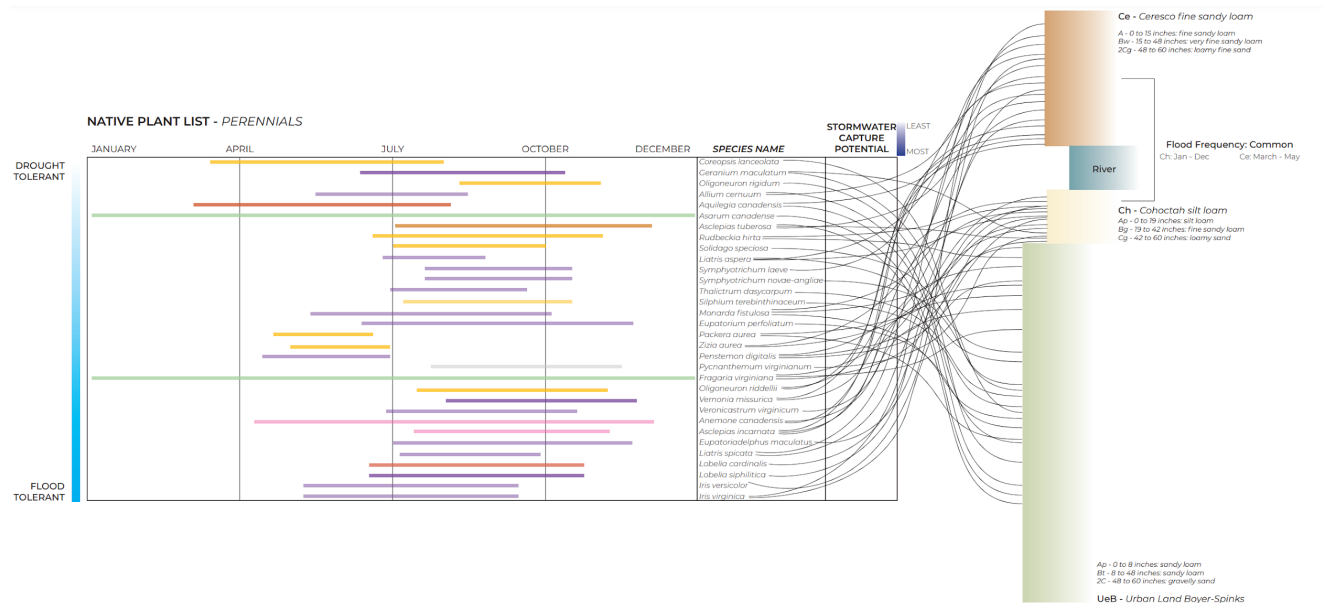 Ce - Ceresco fine sandy loam
A - 0 to 15 inches: fine sandy loam
Bw - 15 to 48 inches: very fine sandy loam
2Cg - 48 to 60 inches: loamy fine sand
NATIVE PLANT LIST - PERENNIALS
JANUARY
APRIL
JULY
OCTOBER
DECEMBER
SPECIES NAME
STORMWATER
CAPTURE
POTENTIAL
LEAST
MOST
DROUGHT
TOLERANT
FLOOD
TOLERANT
Coreopsis lanceolata
Geranium maculatum
Oligoneuron rigidum
Allium cernuum
Aquilegia canadensis
Asarum canadense
Asclepias tuberosa
Rudbeckia hirta
Solidago speciosa
Liatris aspera
Symphyotrichum laeve
Symphyotrichum novae-angliae
Thalictrum dasycarpum
Silphium terebinthinaceum
Monarda fistulosa
Eupatorium perfoliatum
Packera aurea
Zizia aurea
Penstemon digitalis
Pycnanthemum virginianum
Fragaria virginiana
Oligoneuron riddellii
Vernonia missurica
Veronicastrum virginicum
Anemone canadensis
Asclepias incarnata
Eupatoriadelphus maculatus
Liatris spicata
Lobelia cardinalis
Lobelia siphilitica
Iris versicolor
Iris virginica
Flood Frequency: Common
Ch: Jan - Dec
Ce: March - May
River
Ch - Cohoctah silt loam
Ap - 0 to 19 inches: silt loam
Bg - 19 to 42 inches: fine sandy loam
Cg - 42 to 60 inches: loamy sand
Ap - 0 to 8 inches: sandy loam
Bt - 8 to 48 inches: sandy loam
2C - 48 to 60 inches: gravelly sand
UeB - Urban Land Boyer-Spinks